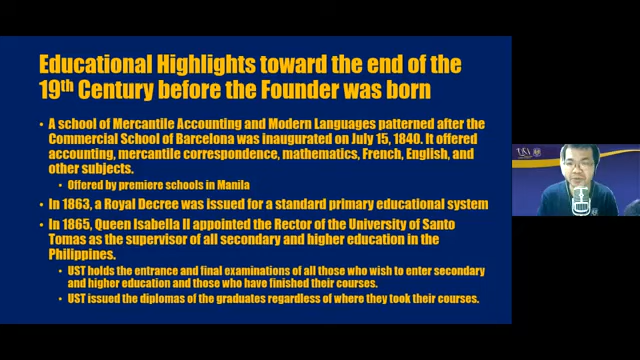 Educational Highlights toward the end of the
19th Century before the Founder was born
• A school of Mercantile Accounting and Modern Languages patterned after the
Commercial School of Barcelona was inaugurated on July 15, 1840. It offered
accounting, mercantile correspondence, mathematics, French, English, and
other subjects.
• Offered by premiere schools in Manila
• In 1863, a Royal Decree was issued for a standard primary educational system
• In 1865, Queen Isabella II appointed the Rector of the University of Santo
Tomas as the supervisor of all secondary and higher education in the
Philippines.
• UST holds the entrance and final examinations of all those who wish to enter secondary
and higher education and those who have finished their courses.
• UST issued the diplomas of the graduates regardless of where they took their courses.